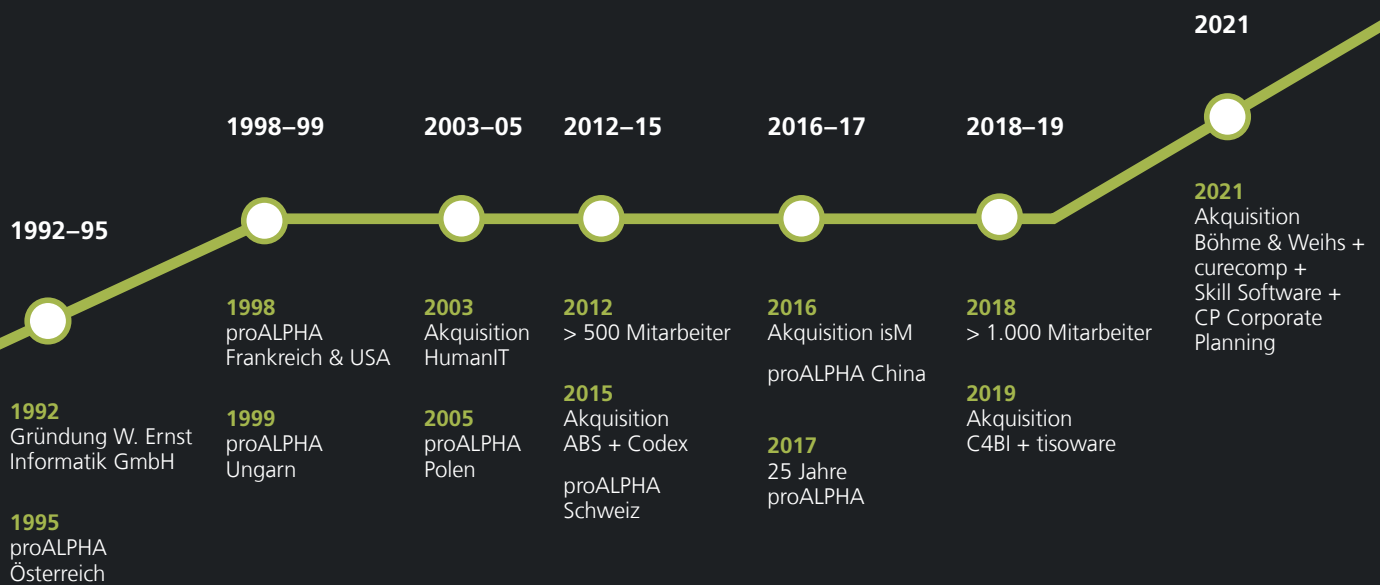 1992–95
1992
Gründung W. Ernst
Informatik GmbH
1995
proALPHA
Österreich
1998–99
1998
proALPHA
Frankreich & USA
1999
proALPHA
Ungarn
2003–05
2003
Akquisition
HumanIT
2005
proALPHA
Polen
2012–15
2012
> 500 Mitarbeiter
2015
Akquisition
ABS + Codex
proALPHA
Schweiz
2016–17
2016
Akquisition isM
proALPHA China
2017
25 Jahre
proALPHA
2018–19
2018
> 1.000 Mitarbeiter
2019
Akquisition
C4BI + tisoware
2021
2021
Akquisition
Böhme & Weihs +
curecomp +
Skill Software +
CP Corporate
Planning